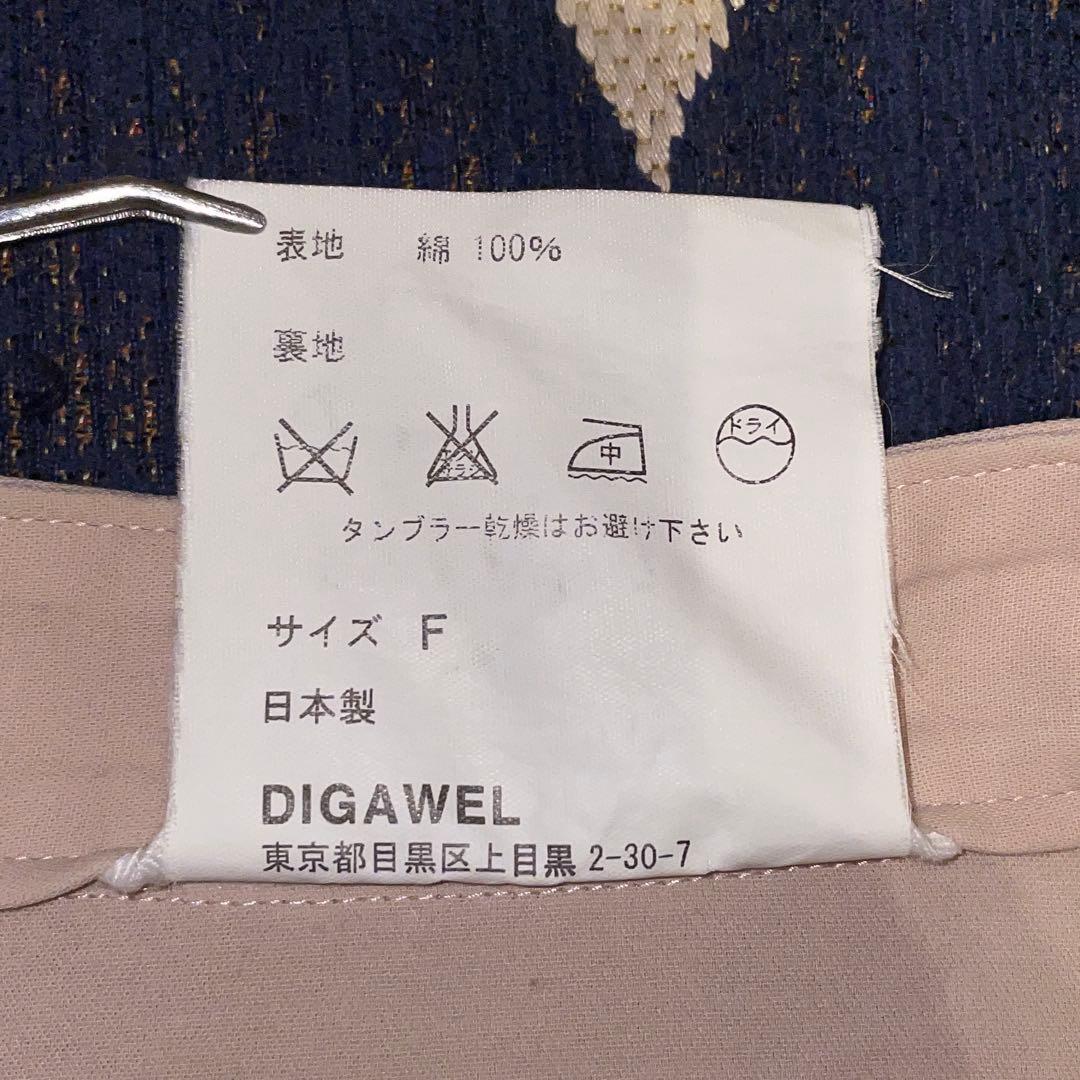 表地 綿 100%
裏地
中 ドライ
タンブラー乾燥はお避け下さい
サイズ F
日本製
DIGAWEL
東京都目黒区上目黒 2-30-7